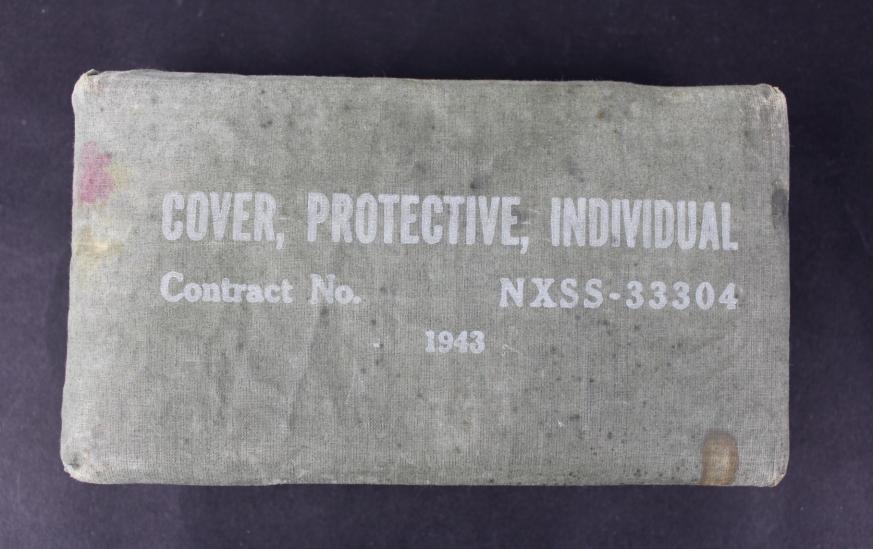 COVER, PROTECTIVE, INDIVIDUAL
Contract No. NXSS-33304
1943